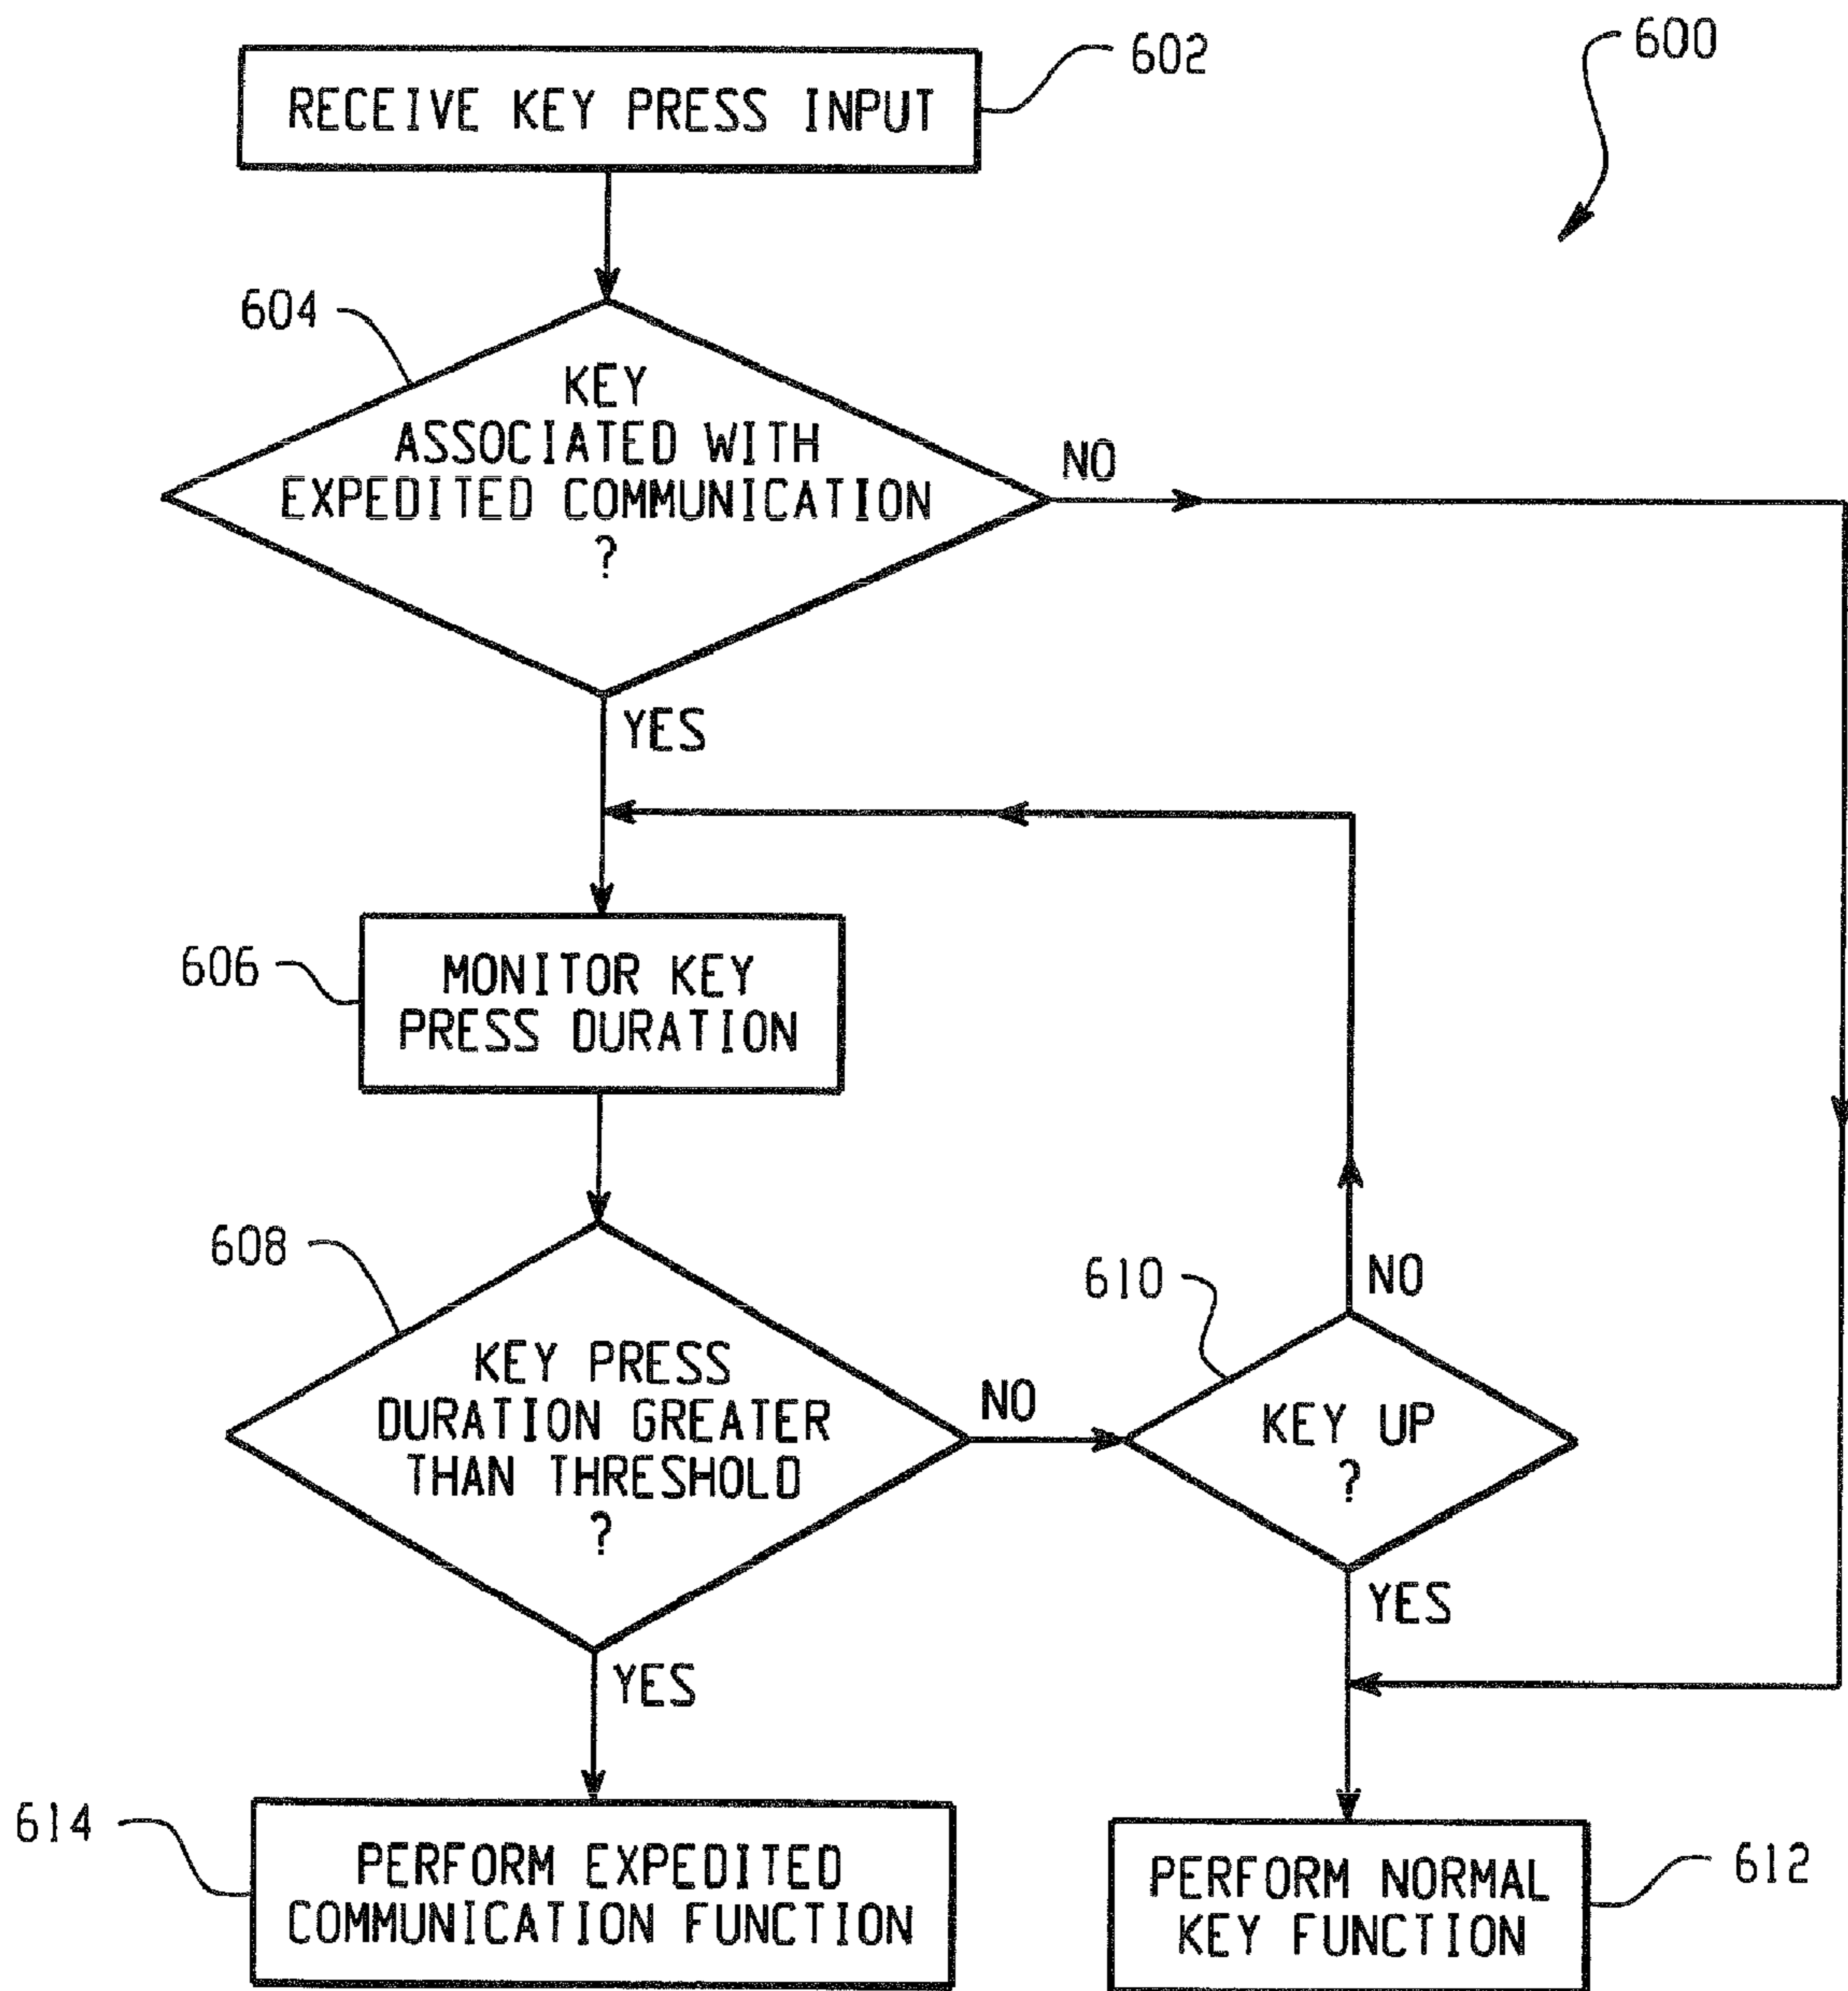 600
602
RECEIVE KEY PRESS INPUT
604
KEY
ASSOCIATED WITH
EXPEDITED COMMUNICATION
?
NO
YES
606
MONITOR KEY
PRESS DURATION
608
KEY PRESS
DURATION GREATER
THAN THRESHOLD
?
NO
YES
610
KEY UP
?
NO
YES
614
PERFORM EXPEDITED
COMMUNICATION FUNCTION
612
PERFORM NORMAL
KEY FUNCTION